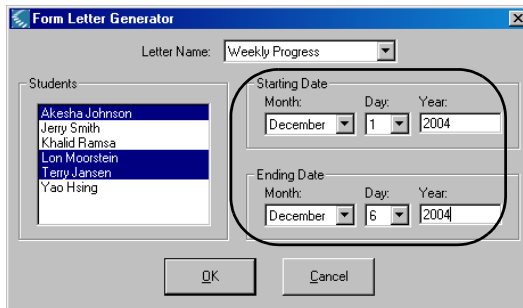 Form Letter Generator
Letter Name: Weekly Progress
Students
Akesha Johnson
Jerry Smith
Khalid Ramsa
Lon Moorstein
Terry Jansen
Yao Hsing
Starting Date
Month: Day: Year:
December 1 2004
Ending Date
Month: Day: Year:
December 6 2004
OK Cancel